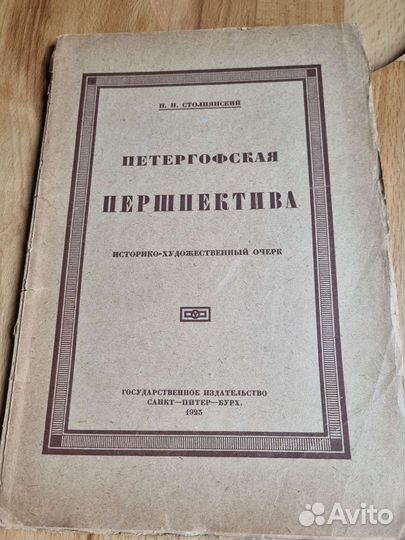 П. Н. СТОЛПЯНСКИЙ
ПЕТЕРГОФСКАЯ
ПЕРШПЕКТИВА
ИСТОРИКО-ХУДОЖЕСТВЕННЫЙ ОЧЕРК
ГОСУДАРСТВЕННОЕ ИЗДАТЕЛЬСТВО
САНКТ—ПИТЕР—БУРХ.
1923
Avito